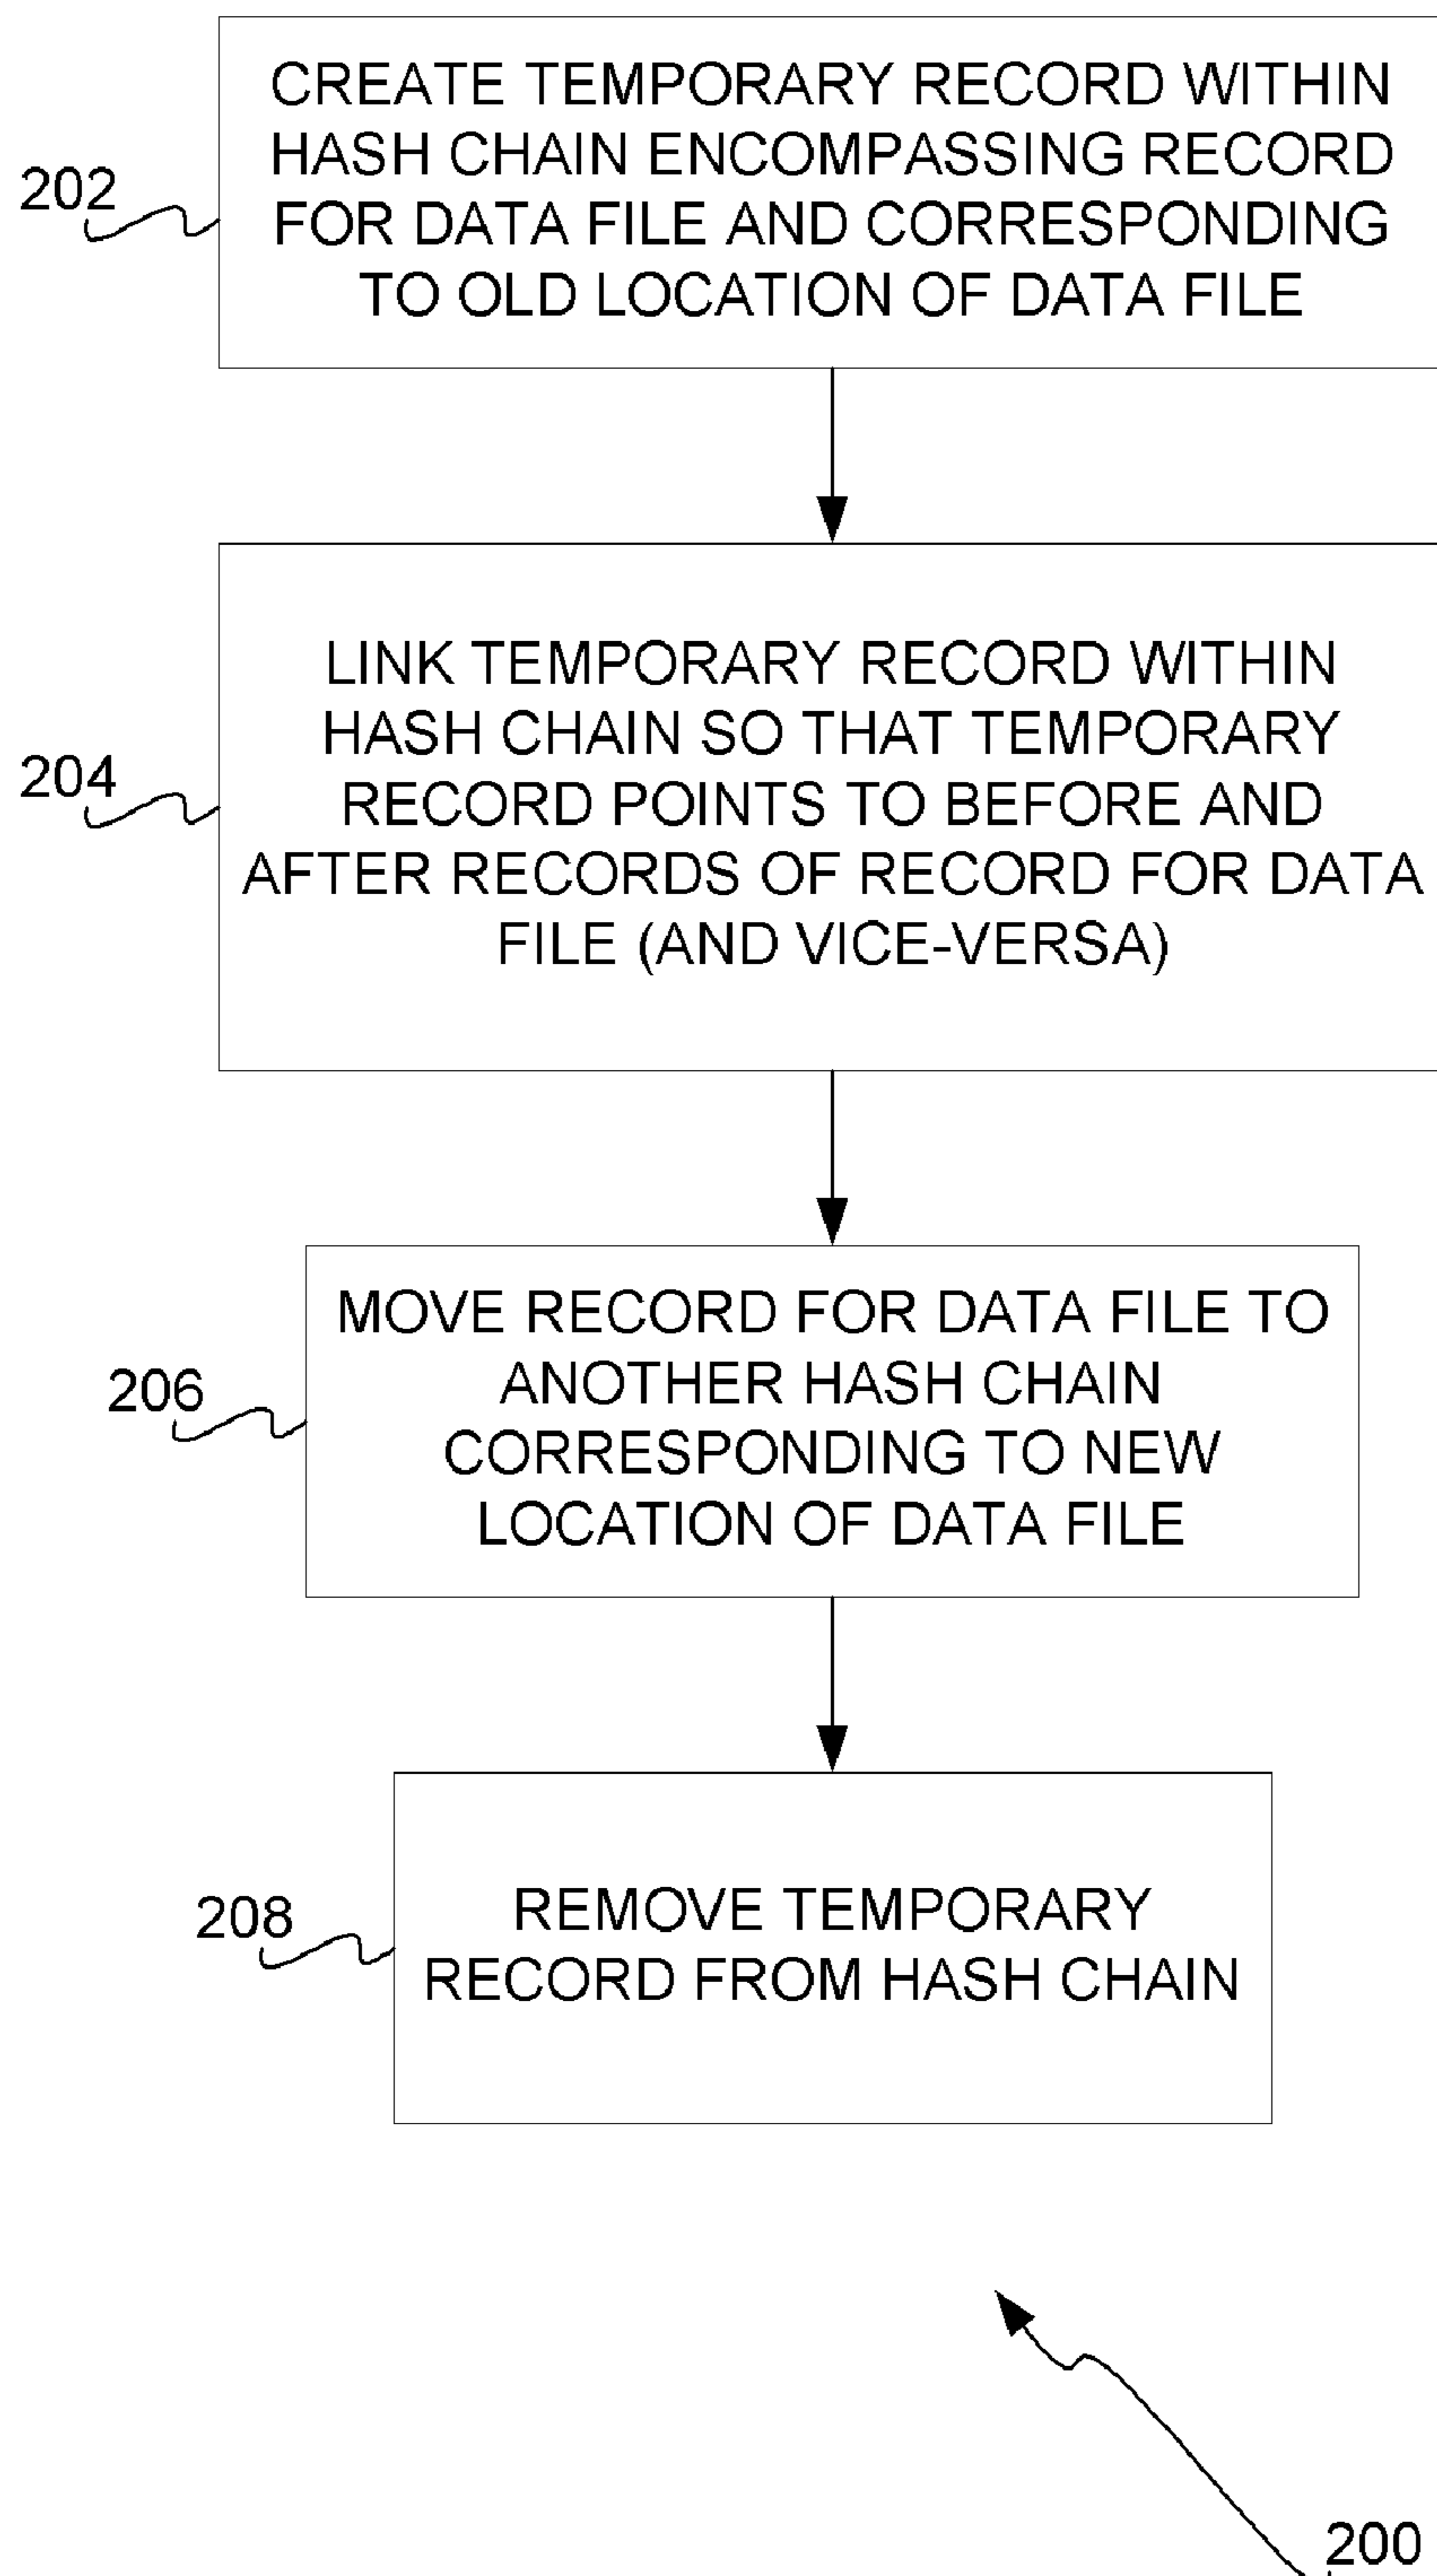 CREATE TEMPORARY RECORD WITHIN
HASH CHAIN ENCOMPASSING RECORD
FOR DATA FILE AND CORRESPONDING
TO OLD LOCATION OF DATA FILE
202
LINK TEMPORARY RECORD WITHIN
HASH CHAIN SO THAT TEMPORARY
RECORD POINTS TO BEFORE AND
AFTER RECORDS OF RECORD FOR DATA
FILE (AND VICE-VERSA)
204
MOVE RECORD FOR DATA FILE TO
ANOTHER HASH CHAIN
CORRESPONDING TO NEW
LOCATION OF DATA FILE
206
REMOVE TEMPORARY
RECORD FROM HASH CHAIN
208
200